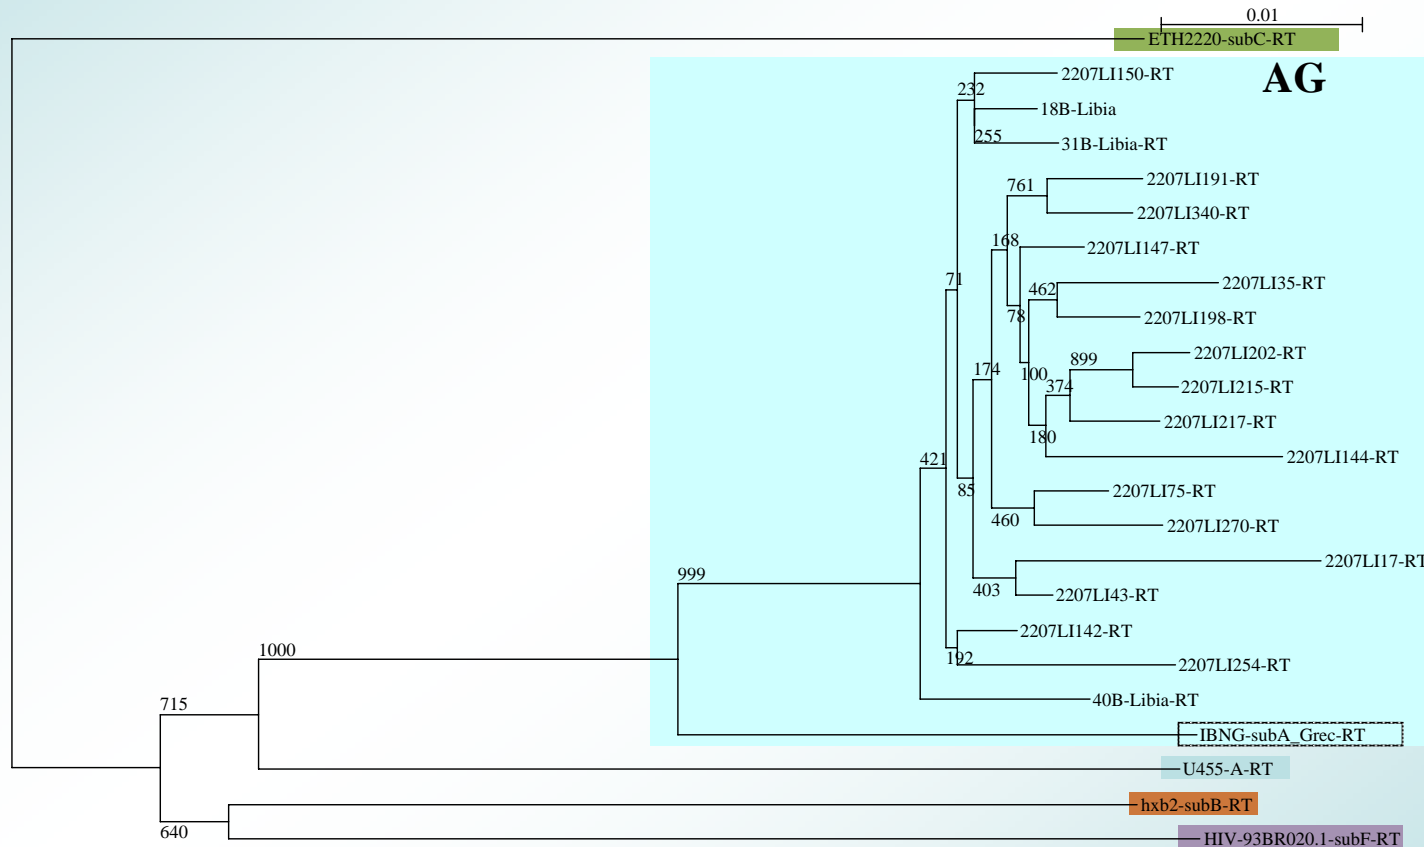 0.01
ETH2220-subC-RT
AG
2207LI150-RT
232
18B-Libia
255
31B-Libia-RT
2207LI191-RT
761
2207LI340-RT
168
2207LI147-RT
71
2207LI35-RT
462
78
2207LI198-RT
2207LI202-RT
899
174
100
374
2207LI215-RT
2207LI217-RT
180
421
2207LI144-RT
85
2207LI75-RT
460
2207LI270-RT
2207LI17-RT
999
403
2207LI43-RT
2207LI142-RT
1000
192
2207LI254-RT
715
40B-Libia-RT
IBNG-subA_Grec-RT
U455-A-RT
hxb2-subB-RT
640
HIV-93BR020.1-subF-RT